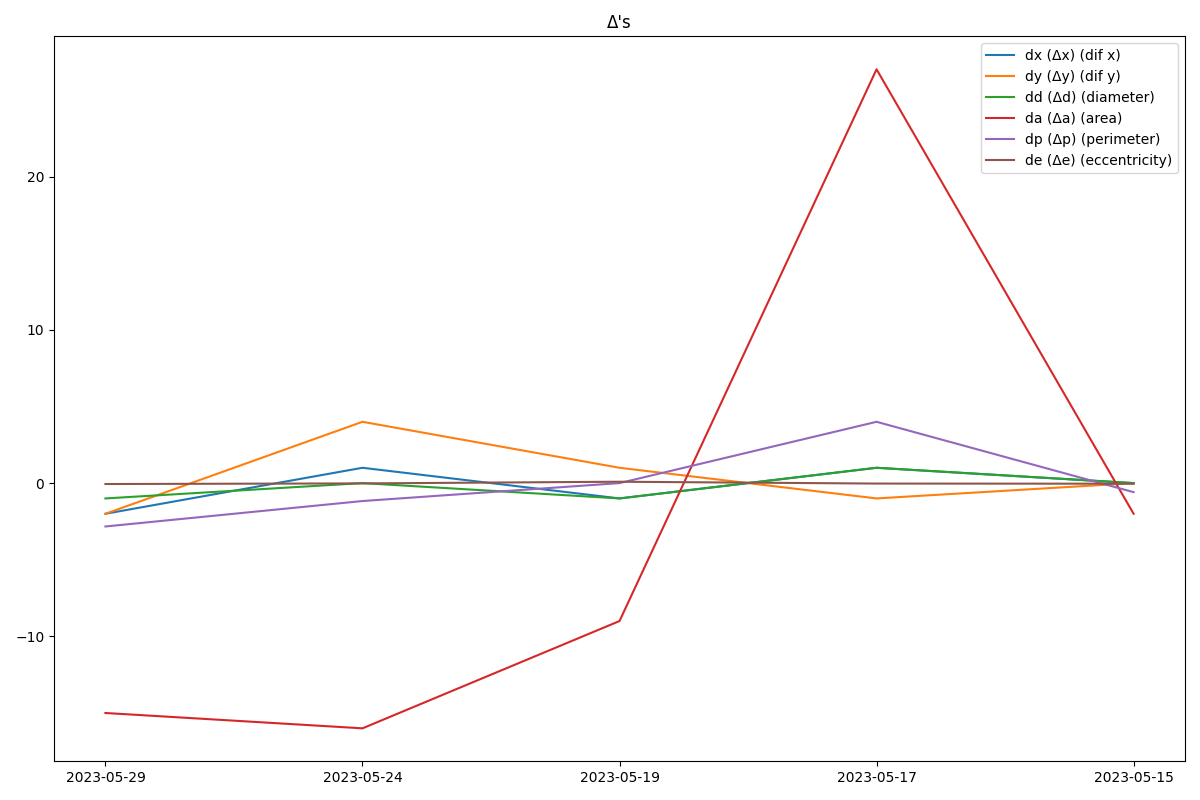 Δ's
dx (Δx) (dif x)
dy (Δy) (dif y)
dd (Δd) (diameter)
da (Δa) (area)
dp (Δp) (perimeter)
de (Δe) (eccentricity)
20
10
0
−10
2023-05-29 2023-05-24 2023-05-19 2023-05-17 2023-05-15